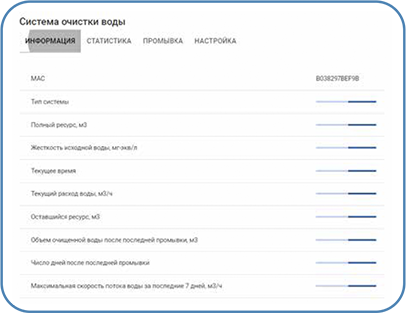 Система очистки воды
ИНФОРМАЦИЯ СТАТИСТИКА ПРОМЫВКА НАСТРОЙКА
MAC B038297BEF9B
Тип системы
Полный ресурс, м3
Жесткость исходной воды, мг-экв/л
Текущее время
Текущий расход воды, м3/ч
Оставшийся ресурс, м3
Объем очищенной воды после последней промывки, м3
Число дней после последней промывки
Максимальная скорость потока воды за последние 7 дней, м3/ч